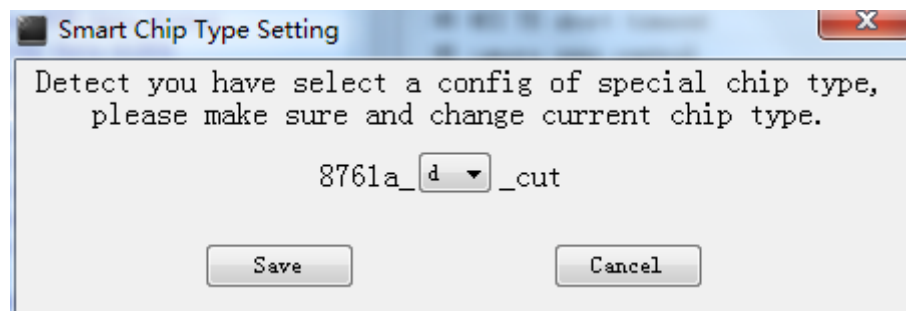 Smart Chip Type Setting
Detect you have select a config of special chip type,
please make sure and change current chip type.
8761a_ d _cut
Save Cancel